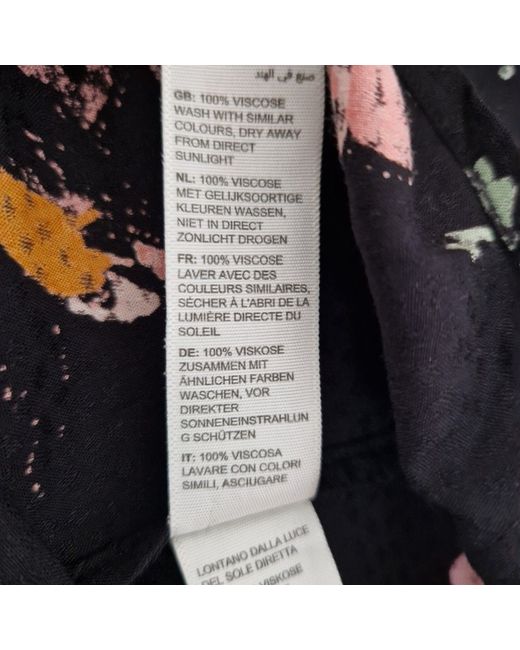 صنع في الهند
GB: 100% VISCOSE
WASH WITH SIMILAR
COLOURS, DRY AWAY
FROM DIRECT
SUNLIGHT
NL: 100% VISCOSE
MET GELIJKSOORTIGE
KLEUREN WASSEN,
NIET IN DIRECT
ZONLICHT DROGEN
FR: 100% VISCOSE
LAVER AVEC DES
COULEURS SIMILAIRES,
SÉCHER À L'ABRI DE LA
LUMIÈRE DIRECTE DU
SOLEIL
DE: 100% VISKOSE
ZUSAMMEN MIT
ÄHNLICHEN FARBEN
WASCHEN, VOR
DIREKTER
SONNENEINSTRAHLUN
G SCHÜTZEN
IT: 100% VISCOSA
LAVARE CON COLORI
SIMILI, ASCIUGARE
LONTANO DALLA LUCE
DEL SOLE DIRETTA
VISKOSE